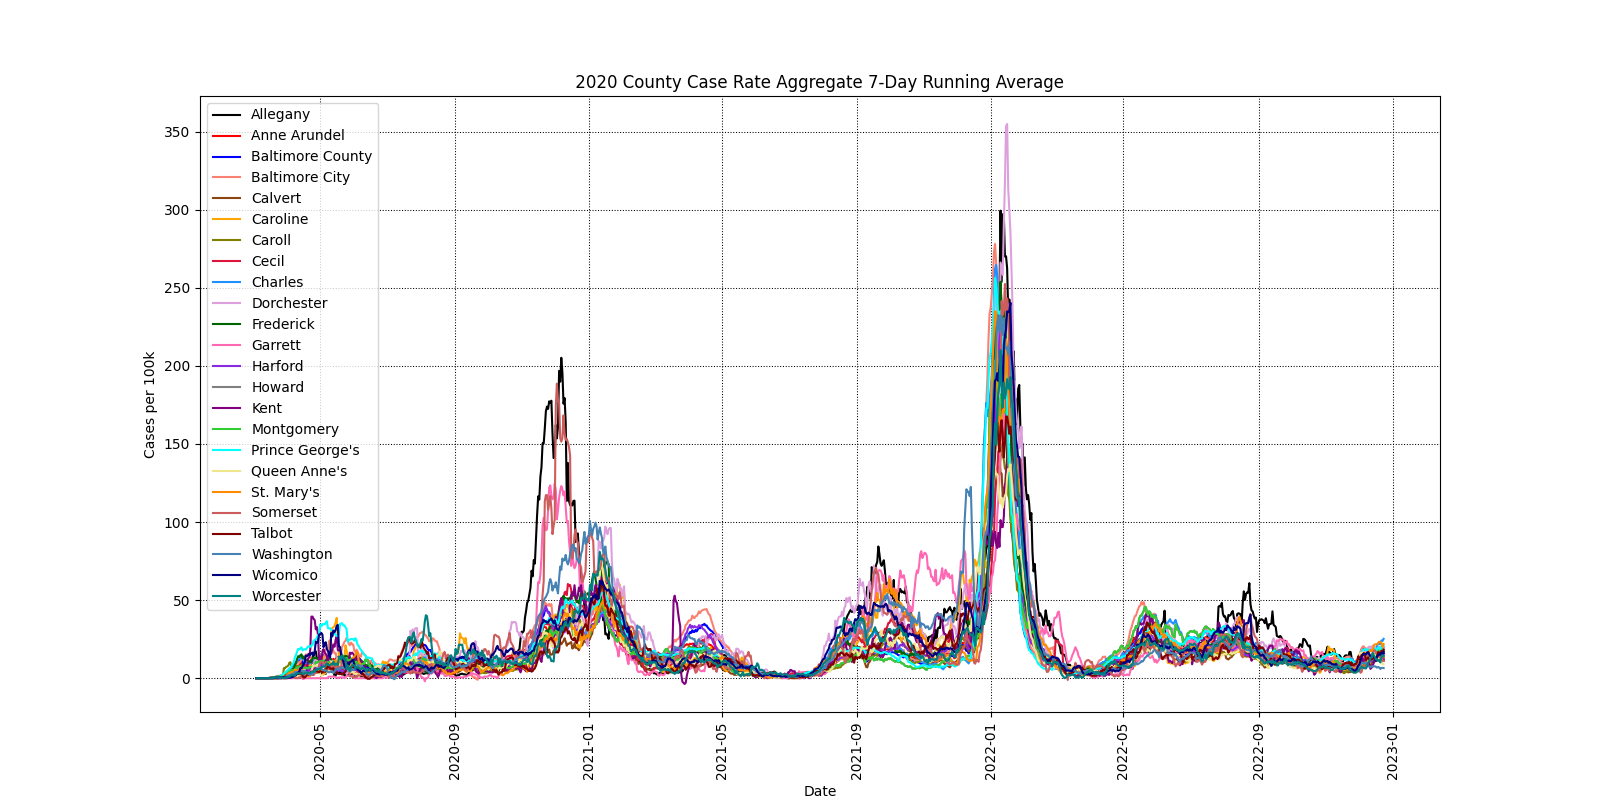 2020 County Case Rate Aggregate 7-Day Running Average
Allegany
Anne Arundel
Baltimore County
Baltimore City
Calvert
Caroline
Caroll
Cecil
Charles
Dorchester
Frederick
Garrett
Harford
Howard
Kent
Montgomery
Prince George's
Queen Anne's
St. Mary's
Somerset
Talbot
Washington
Wicomico
Worcester
Cases per 100k
350
300
250
200
150
100
50
0
2020-05
2020-09
2021-01
2021-05
2021-09
2022-01
2022-05
2022-09
2023-01
Date